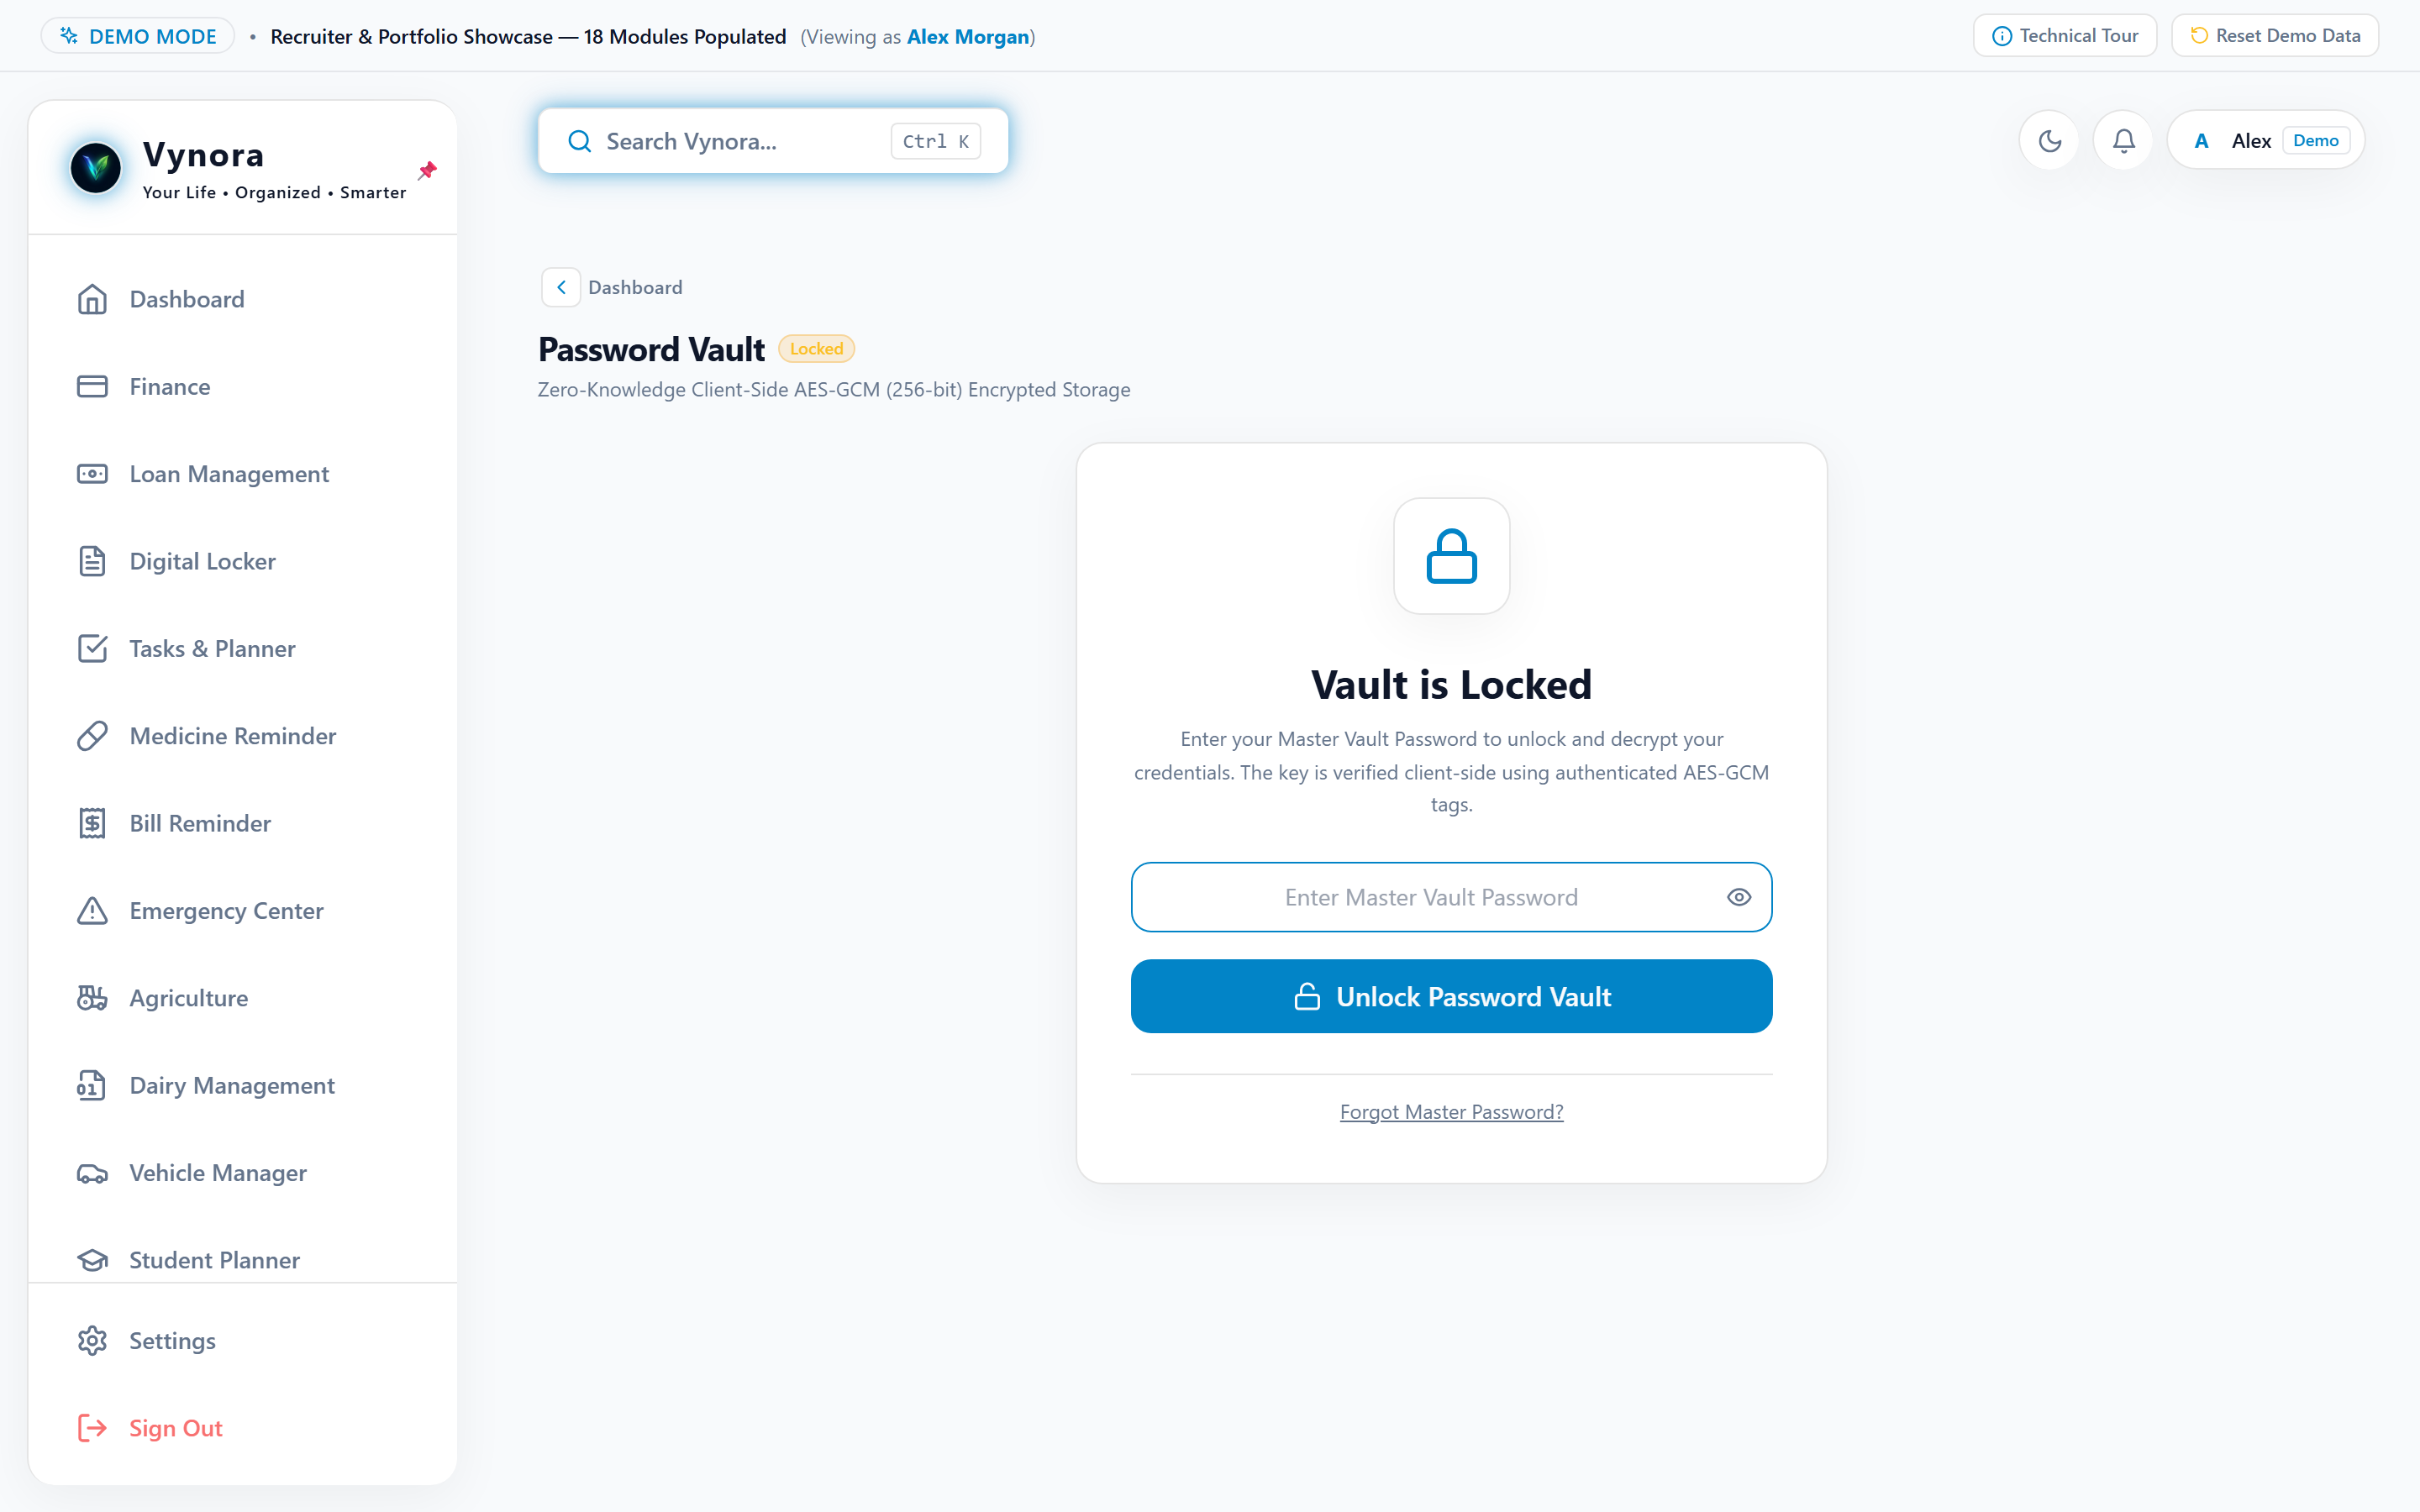 DEMO MODE • Recruiter & Portfolio Showcase — 18 Modules Populated (Viewing as Alex Morgan)
Technical Tour
Reset Demo Data
Vynora
Your Life • Organized • Smarter
Search Vynora...
Ctrl K
A Alex Demo
Dashboard
Finance
Loan Management
Digital Locker
Tasks & Planner
Medicine Reminder
Bill Reminder
Emergency Center
Agriculture
Dairy Management
Vehicle Manager
Student Planner
Settings
Sign Out
Dashboard
Password Vault Locked
Zero-Knowledge Client-Side AES-GCM (256-bit) Encrypted Storage
Vault is Locked
Enter your Master Vault Password to unlock and decrypt your
credentials. The key is verified client-side using authenticated AES-GCM
tags.
Enter Master Vault Password
Unlock Password Vault
Forgot Master Password?